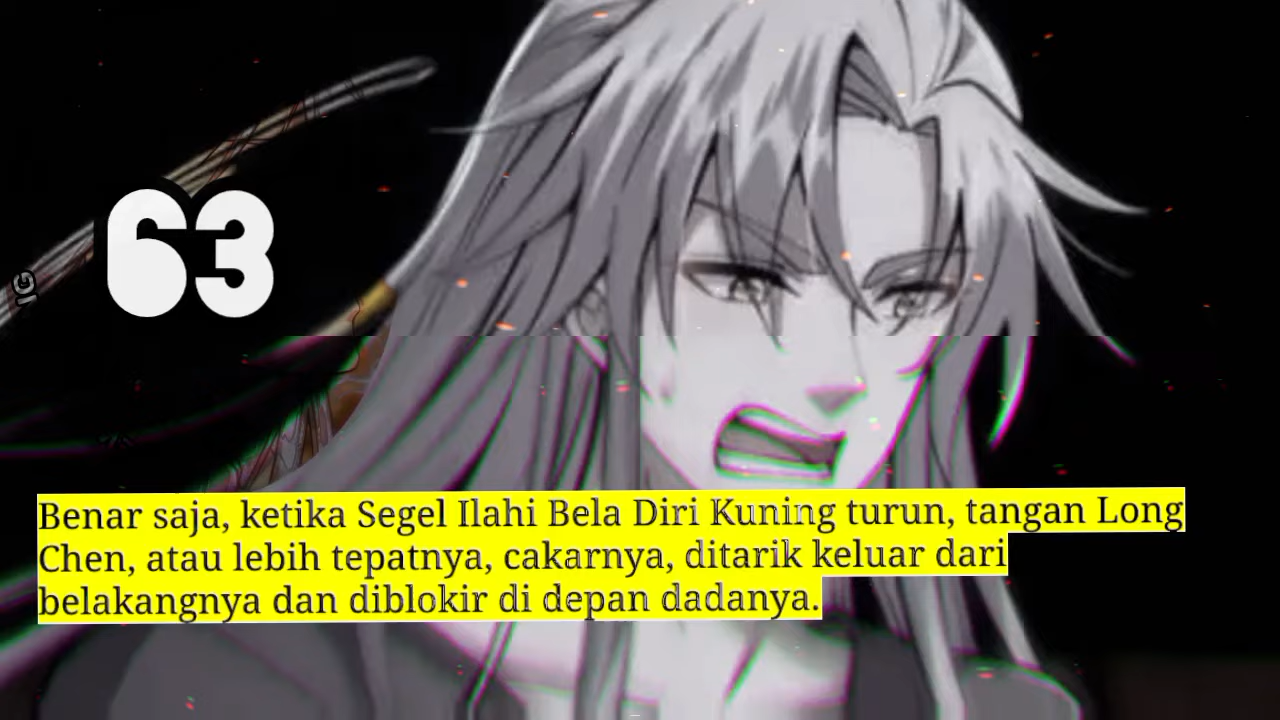 63
IG
Benar saja, ketika Segel Ilahi Bela Diri Kuning turun, tangan Long
Chen, atau lebih tepatnya, cakarnya, ditarik keluar dari
belakangnya dan diblokir di depan dadanya.